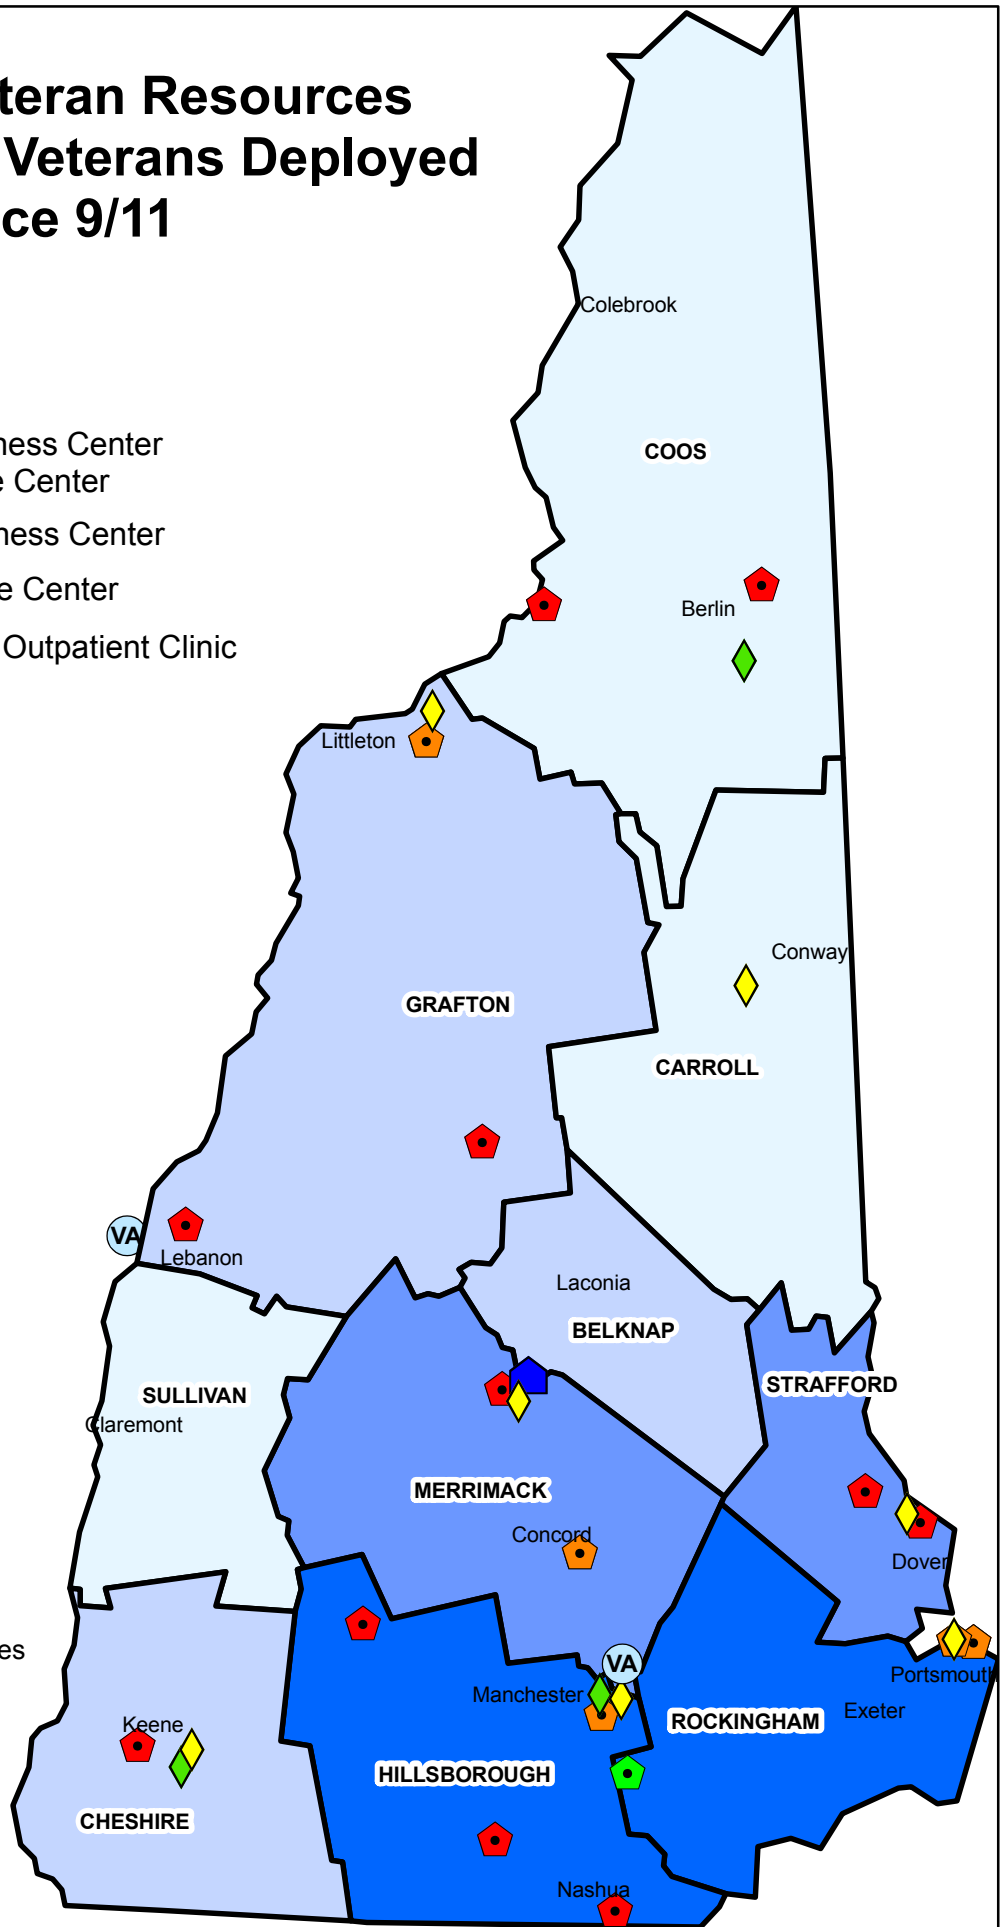 teran Resources
Veterans Deployed
ce 9/11
Colebrook
ness Center
COOS
e Center
ness Center
e Center
Berlin
Outpatient Clinic
Littleton
Conway
GRAFTON
CARROLL
VA
Lebanon
Laconia
BELKNAP
STRAFFORD
SULLIVAN
Claremont
MERRIMACK
Concord
Dover
es
VA
Portsmouth
Manchester
Exeter
ROCKINGHAM
Keene
HILLSBOROUGH
CHESHIRE
Nashua